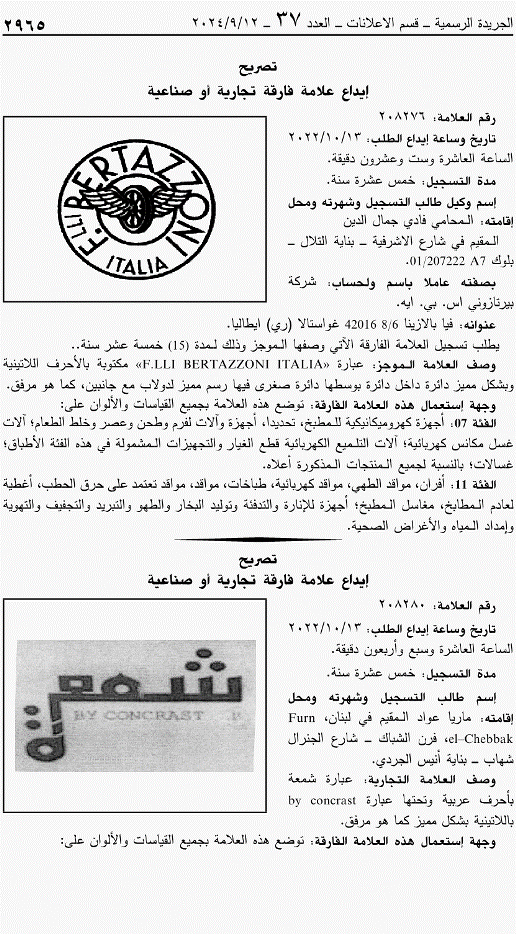 الجريدة الرسمية ــ قسم الاعلانات ــ العدد ٣٧ ــ ٢٠٢٤/٩/١٢
٢٩٦٥
تصريح
إيداع علامة فارقة تجارية أو صناعية
رقم العلامة: ٢٠٨٢٧٦
تاريخ وساعة إيداع الطلب: ٢٠٢٢/١٠/١٣
الساعة العاشرة وست وعشرون دقيقة.
مدة التسجيل: خمس عشرة سنة.
إسم وكيل طالب التسجيل وشهرته ومحل
إقامته: المحامي فادي جمال الدين
المقيم في شارع الاشرفية ــ بناية التلال ــ
بلوك A7 01/207222.
بصفته عاملا باسم ولحساب: شركة
بيرتازوني اس. بي. ايه.
F.LLI BERTAZZONI
ITALIA
عنوانه: فيا بالازينا 8/6 42016 غواستالا (ري) ايطاليا.
يطلب تسجيل العلامة الفارقة الآتي وصفها الموجز وذلك لمدة (15) خمسة عشر سنة..
وصف العلامة الموجز: عبارة «F.LLI BERTAZZONI ITALIA» مكتوبة بالأحرف اللاتينية
وبشكل مميز دائرة داخل دائرة بوسطها دائرة صغرى فيها رسم مميز لدولاب مع جانبين، كما هو مرفق.
وجهة إستعمال هذه العلامة الفارقة: توضع هذه العلامة بجميع القياسات والألوان على:
الفئة 07: أجهزة كهروميكانيكية للمطبخ، تحديدا، أجهزة وآلات لفرم وطحن وعصر وخلط الطعام؛ آلات
غسل مكانس كهربائية؛ آلات التلميع الكهربائية قطع الغيار والتجهيزات المشمولة في هذه الفئة الأطباق؛
غسالات؛ بالنسبة لجميع المنتجات المذكورة أعلاه.
الفئة 11: أفران، مواقد الطهي، مواقد كهربائية، طباخات، مواقد، مواقد تعتمد على حرق الحطب، أغطية
لعادم المطابخ، مغاسل المطبخ؛ أجهزة للإنارة والتدفئة وتوليد البخار والطهو والتبريد والتجفيف والتهوية
وإمداد المياه والأغراض الصحية.
تصريح
إيداع علامة فارقة تجارية أو صناعية
رقم العلامة: ٢٠٨٢٨٠
تاريخ وساعة إيداع الطلب: ٢٠٢٢/١٠/١٣
الساعة العاشرة وسبع وأربعون دقيقة.
مدة التسجيل: خمس عشرة سنة.
إسم طالب التسجيل وشهرته ومحل
إقامته: ماريا عواد المقيم في لبنان، Furn
el–Chebbak، فرن الشباك ــ شارع الجنرال
شهاب ــ بناية أنيس الجردي.
وصف العلامة التجارية: عبارة شمعة
بأحرف عربية وتحتها عبارة by concrast
باللاتينية بشكل مميز كما هو مرفق.
شمعة
BY CONCRAST
وجهة إستعمال هذه العلامة الفارقة: توضع هذه العلامة بجميع القياسات والألوان على: